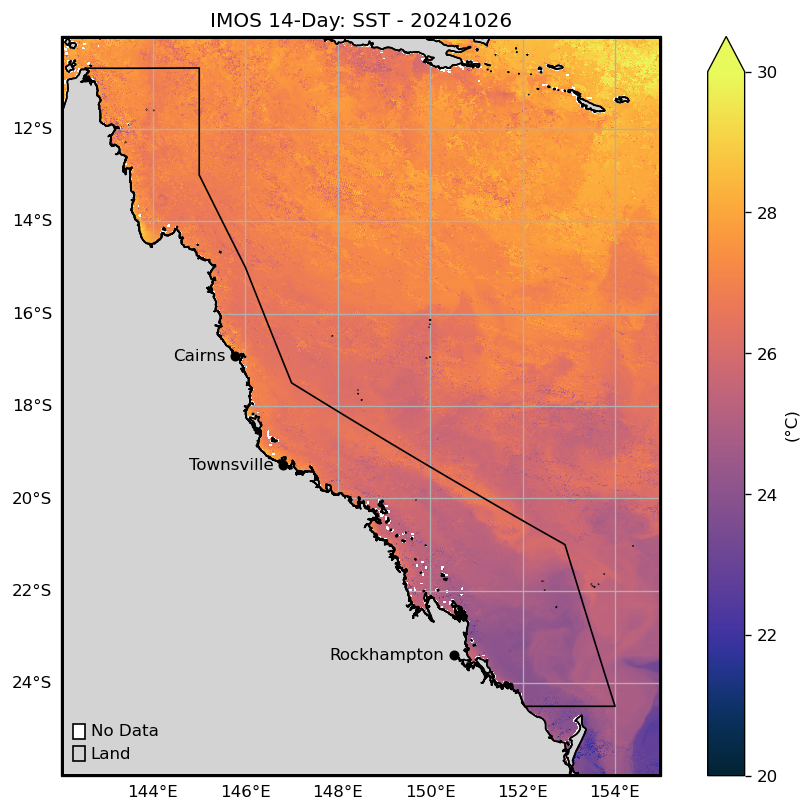 IMOS 14-Day: SST - 20241026
12°S
14°S
16°S
18°S
20°S
22°S
24°S
Cairns
Townsville
Rockhampton
No Data
Land
144°E 146°E 148°E 150°E 152°E 154°E
30
28
26
24
22
20
(°C)